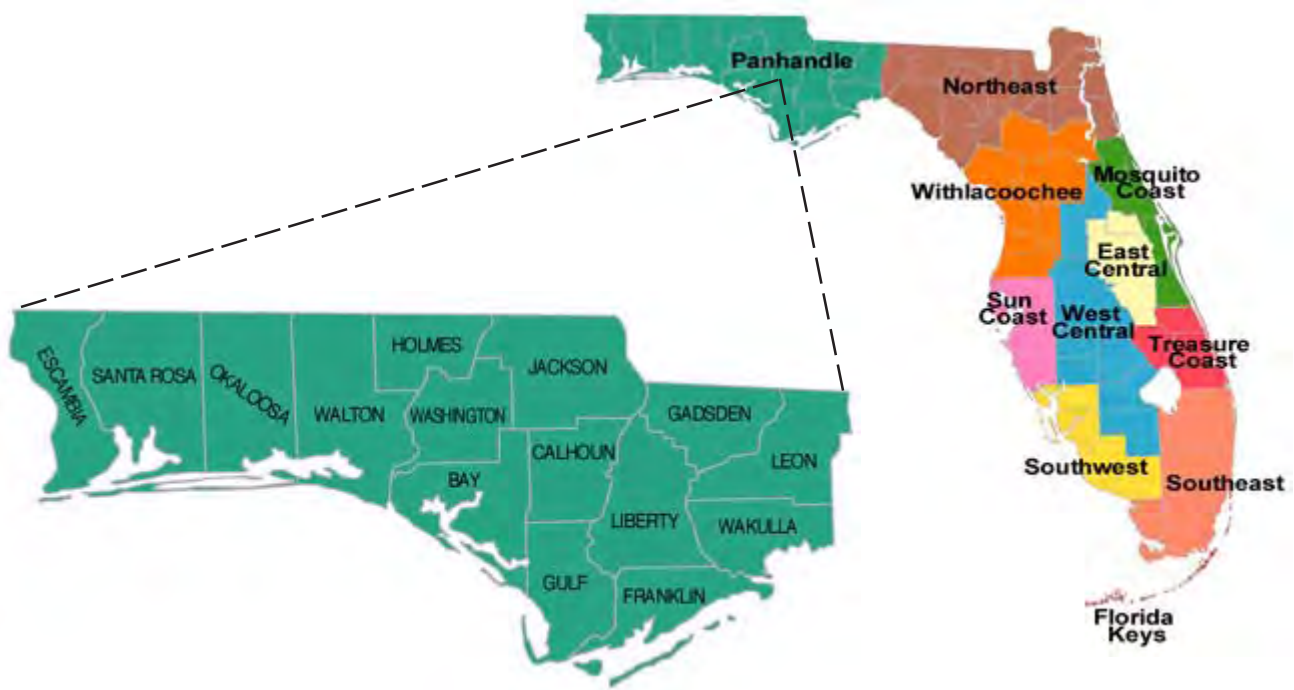 Panhandle
Northeast
Mosquito
Coast
Withlacoochee
East
Central
Sun
Coast
West
Central
Treasure
Coast
Southwest
Southeast
Florida
Keys
ESCAMBIA
SANTA ROSA
OKALOOSA
WALTON
HOLMES
WASHINGTON
JACKSON
BAY
CALHOUN
GADSDEN
LEON
LIBERTY
WAKULLA
GULF
FRANKLIN